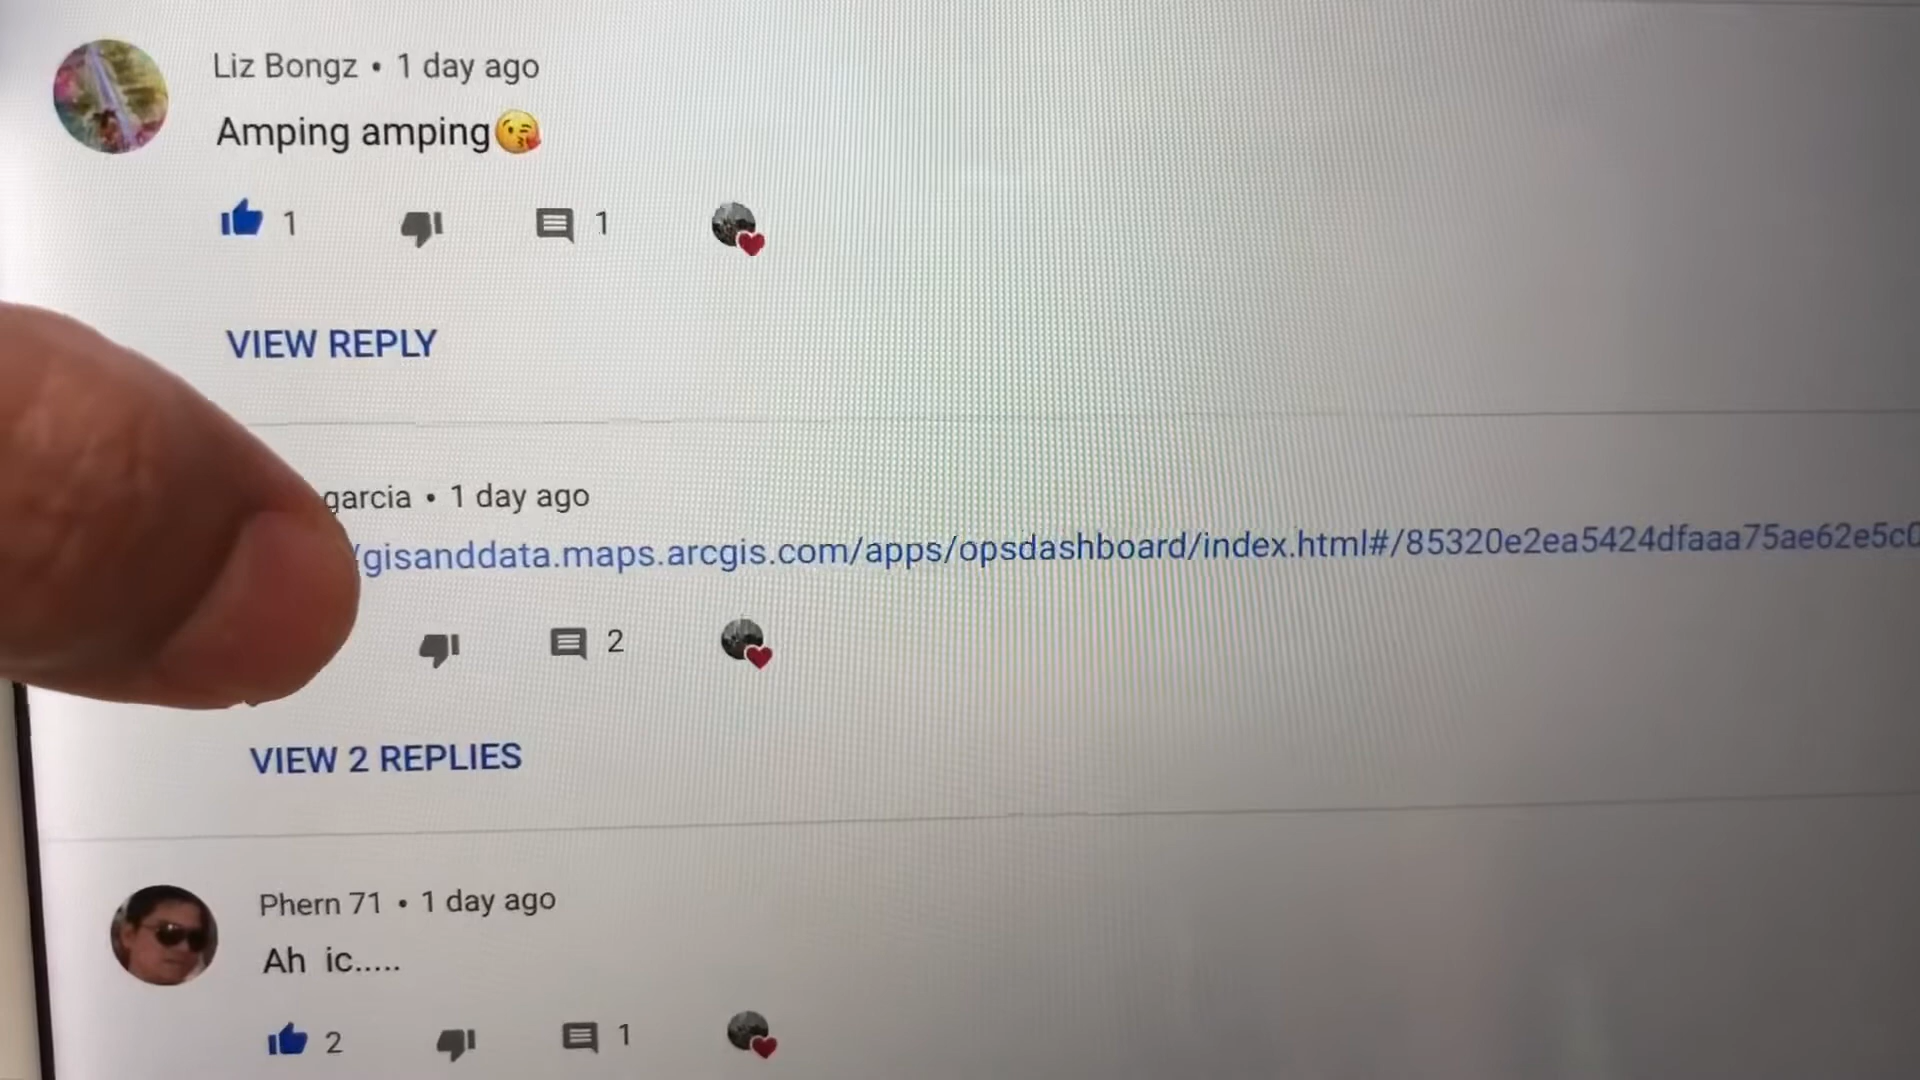 Liz Bongz • 1 day ago
Amping amping😘
1 1
VIEW REPLY
garcia • 1 day ago
/gisanddata.maps.arcgis.com/apps/opsdashboard/index.html#/85320e2ea5424dfaaa75ae62e5c0
2
VIEW 2 REPLIES
Phern 71 • 1 day ago
Ah ic.....
2 1